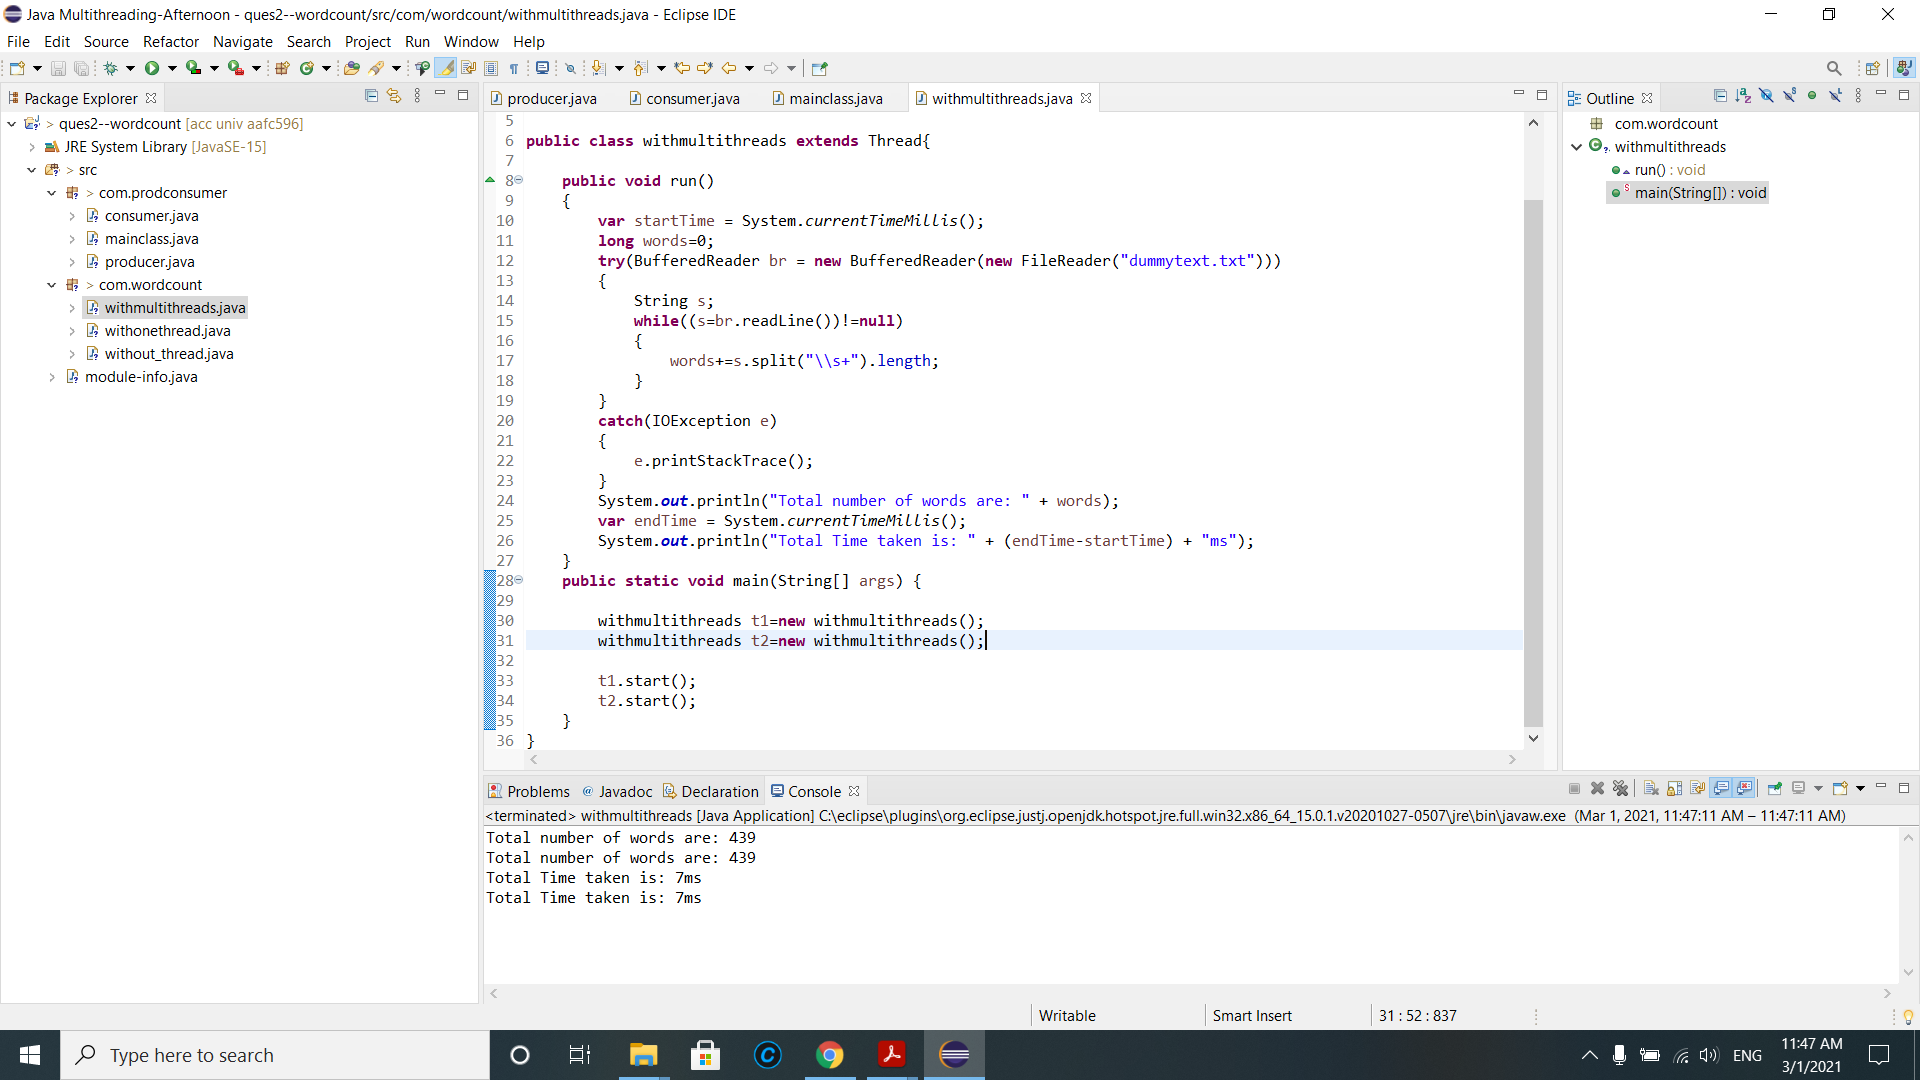 Java Multithreading-Afternoon - ques2--wordcount/src/com/wordcount/withmultithreads.java - Eclipse IDE
File Edit Source Refactor Navigate Search Project Run Window Help
Package Explorer
> ques2--wordcount [acc univ aafc596]
JRE System Library [JavaSE-15]
> src
> com.prodconsumer
consumer.java
mainclass.java
producer.java
> com.wordcount
withmultithreads.java
withonethread.java
without_thread.java
module-info.java
producer.java consumer.java mainclass.java withmultithreads.java
5
6 public class withmultithreads extends Thread{
7
8 public void run()
9 {
10 var startTime = System.currentTimeMillis();
11 long words=0;
12 try(BufferedReader br = new BufferedReader(new FileReader("dummytext.txt")))
13 {
14 String s;
15 while((s=br.readLine())!=null)
16 {
17 words+=s.split("\\s+").length;
18 }
19 }
20 catch(IOException e)
21 {
22 e.printStackTrace();
23 }
24 System.out.println("Total number of words are: " + words);
25 var endTime = System.currentTimeMillis();
26 System.out.println("Total Time taken is: " + (endTime-startTime) + "ms");
27 }
28 public static void main(String[] args) {
29
30 withmultithreads t1=new withmultithreads();
31 withmultithreads t2=new withmultithreads();
32
33 t1.start();
34 t2.start();
35 }
36 }
Outline
com.wordcount
withmultithreads
run() : void
main(String[]) : void
Problems @ Javadoc Declaration Console
<terminated> withmultithreads [Java Application] C:\eclipse\plugins\org.eclipse.justj.openjdk.hotspot.jre.full.win32.x86_64_15.0.1.v20201027-0507\jre\bin\javaw.exe (Mar 1, 2021, 11:47:11 AM – 11:47:11 AM)
Total number of words are: 439
Total number of words are: 439
Total Time taken is: 7ms
Total Time taken is: 7ms
Writable Smart Insert 31 : 52 : 837
Type here to search
ENG
11:47 AM
3/1/2021